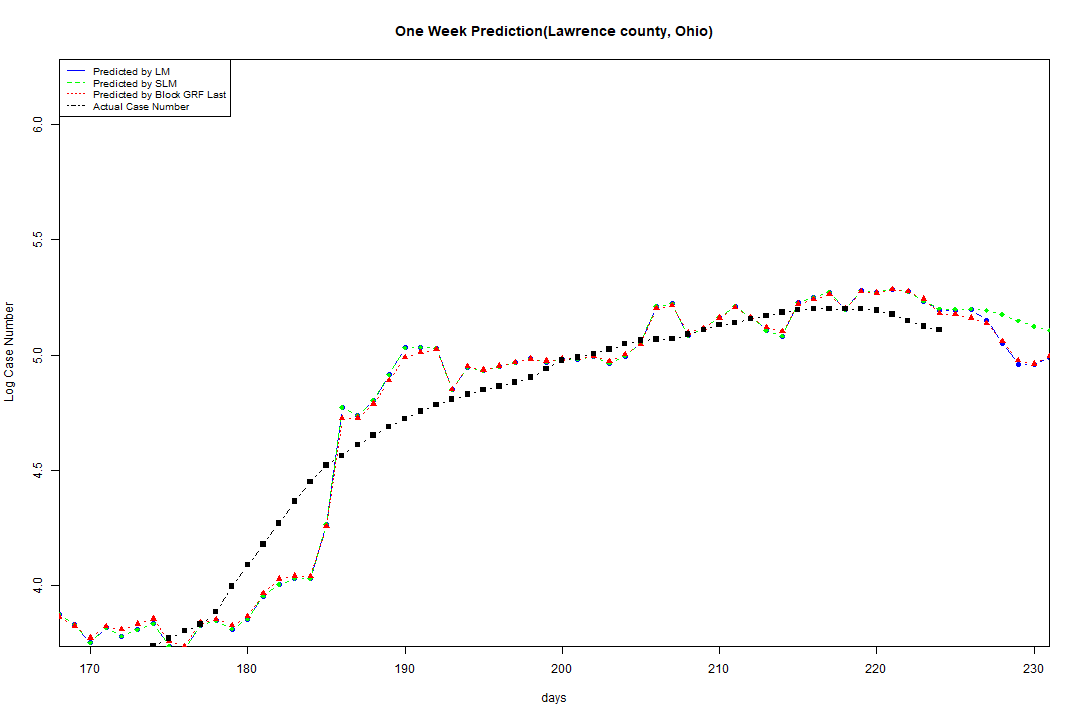 One Week Prediction(Lawrence county, Ohio)
Predicted by LM
Predicted by SLM
Predicted by Block GRF Last
Actual Case Number
6.0
5.5
5.0
4.5
4.0
Log Case Number
170 180 190 200 210 220 230
days